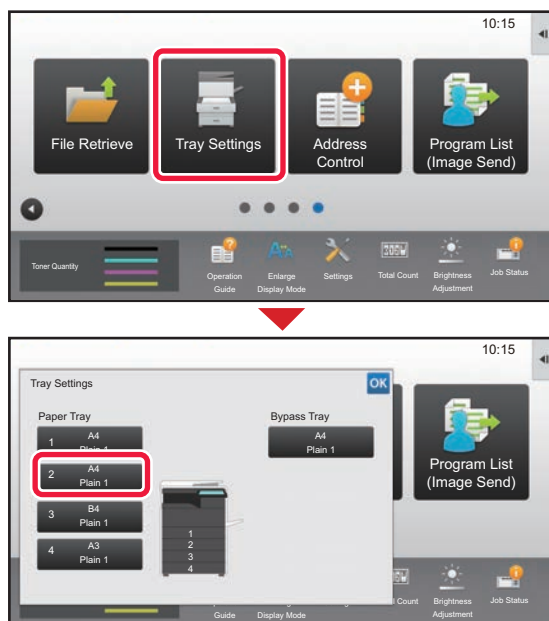 10:15
File Retrieve
Tray Settings
Address
Control
Program List
(Image Send)
Toner Quantity
Operation
Guide
Enlarge
Display Mode
Settings
Total Count
Brightness
Adjustment
Job Status
10:15
Tray Settings
OK
Paper Tray
Bypass Tray
1 A4
Plain 1
A4
Plain 1
2 A4
Plain 1
3 B4
Plain 1
4 A3
Plain 1
1
2
3
4
Program List
(Image Send)
Guide
Display Mode
l Count
Brightness
Adjustment
Job Status